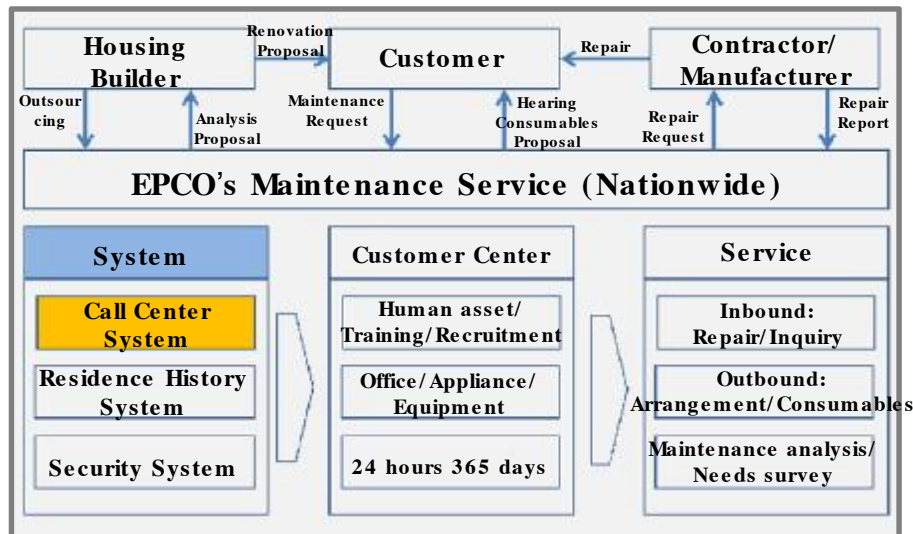 Housing
Builder
Renovation
Proposal
Customer
Repair
Contractor/
Manufacturer
Outsour
cing
Analysis
Proposal
Maintenance
Request
Hearing
Consumables
Proposal
Repair
Request
Repair
Report
EPCO's Maintenance Service (Nationwide)
System
Call Center
System
Residence History
System
Security System
Customer Center
Human asset/
Training/Recruitment
Office/Appliance/
Equipment
24 hours 365 days
Service
Inbound:
Repair/Inquiry
Outbound:
Arrangement/Consumables
Maintenance analysis/
Needs survey